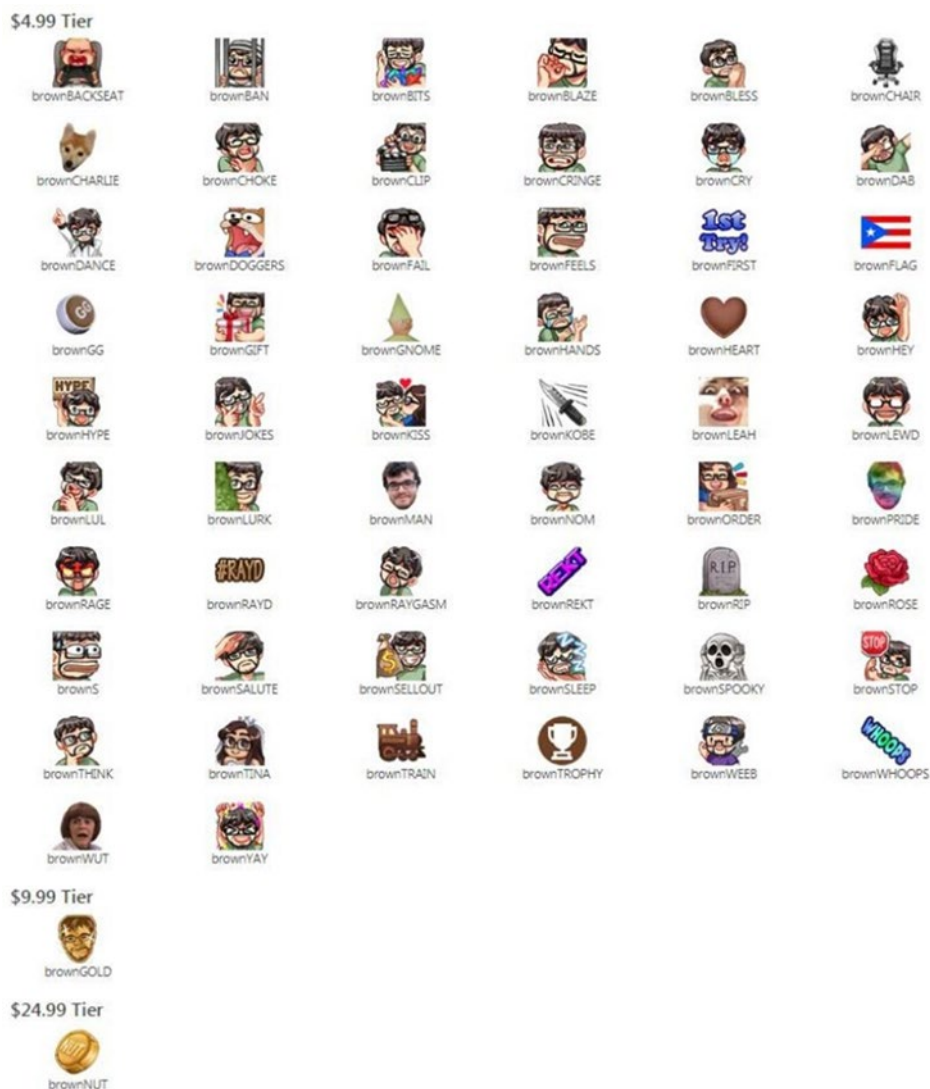 $4.99 Tier
brownBACKSEAT brownBAN brownBITS brownBLAZE brownBLESS brownCHAIR
brownCHARLIE brownCHOKE brownCLIP brownCRINGE brownCRY brownDAB
1st
Try!
brownDANCE brownDOGGERS brownFAIL brownFEELS brownFIRST brownFLAG
GG
brownGG brownGIFT brownGNOME brownHANDS brownHEART brownHEY
HYPE
brownHYPE brownJOKES brownKISS brownKOBE brownLEAH brownLEWD
brownLUL brownLURK brownMAN brownNOM brownORDER brownPRIDE
#RAYD REKT R.I.P
brownRAGE brownRAYD brownRAYGASM brownREKT brownRIP brownROSE
$ ZZZ STOP
brownS brownSALUTE brownSELLOUT brownSLEEP brownSPOOKY brownSTOP
WHOOPS
brownTHINK brownTINA brownTRAIN brownTROPHY brownWEEB brownWHOOPS
brownWUT brownYAY
$9.99 Tier
brownGOLD
$24.99 Tier
NUT
brownNUT